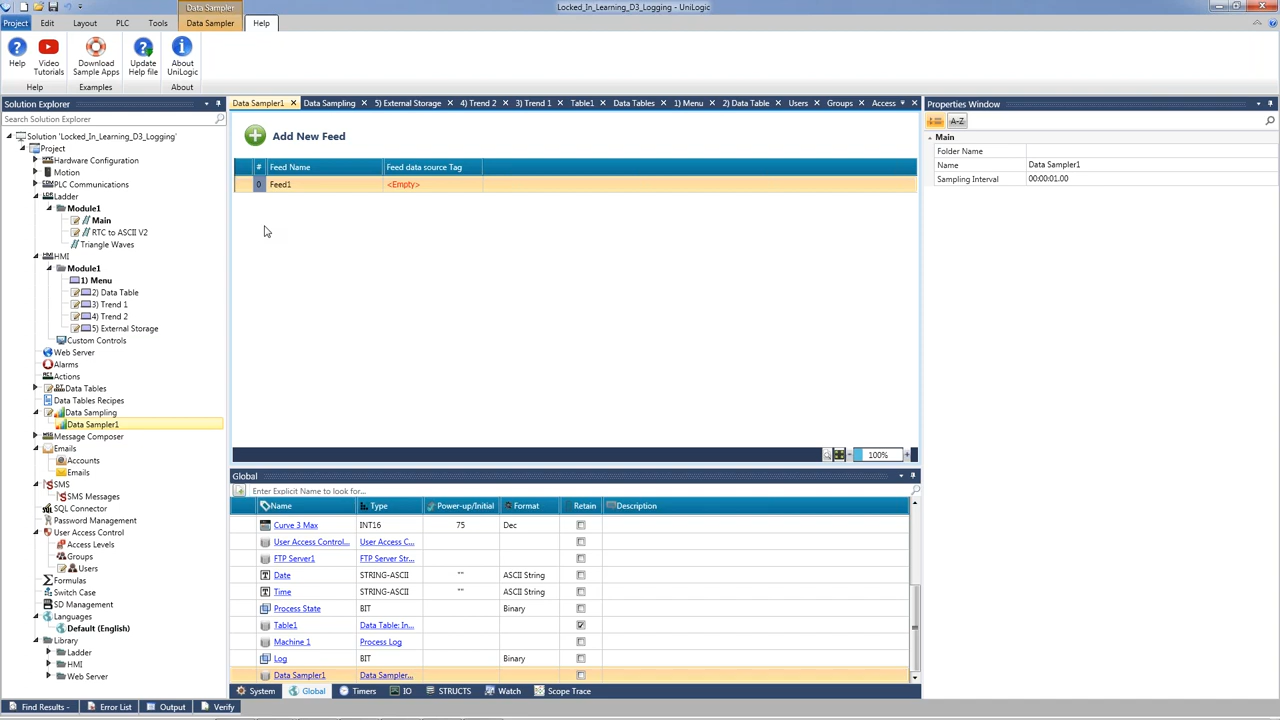 Data Sampler
Locked_In_Learning_D3_Logging - UniLogic
Project Edit Layout PLC Tools Data Sampler Help
Help Video Tutorials Download Sample Apps Update Help file About UniLogic
Help Examples About
Solution Explorer
Search Solution Explorer
Solution 'Locked_In_Learning_D3_Logging'
Project
Hardware Configuration
Motion
PLC Communications
Ladder
Module1
Main
RTC to ASCII V2
Triangle Waves
HMI
Module1
1) Menu
2) Data Table
3) Trend 1
4) Trend 2
5) External Storage
Custom Controls
Web Server
Alarms
Actions
Data Tables
Data Tables Recipes
Data Sampling
Data Sampler1
Message Composer
Emails
Accounts
Emails
SMS
SMS Messages
SQL Connector
Password Management
User Access Control
Access Levels
Groups
Users
Formulas
Switch Case
SD Management
Languages
Default (English)
Library
Ladder
HMI
Web Server
Data Sampler1 Data Sampling 5) External Storage 4) Trend 2 3) Trend 1 Table1 Data Tables 1) Menu 2) Data Table Users Groups Access
Add New Feed
# Feed Name Feed data source Tag
0 Feed1 <Empty>
100%
Global
Enter Explicit Name to look for...
Name Type Power-up/Initial Format Retain Description
Curve 3 Max INT16 75 Dec
User Access Control... User Access C...
FTP Server1 FTP Server Str...
Date STRING-ASCII "" ASCII String
Time STRING-ASCII "" ASCII String
Process State BIT Binary
Table1 Data Table: In...
Machine 1 Process Log
Log BIT Binary
Data Sampler1 Data Sampler...
System Global Timers IO STRUCTS Watch Scope Trace
Properties Window
A-Z
Main
Folder Name
Name Data Sampler1
Sampling Interval 00:00:01.00
Find Results - Error List Output Verify